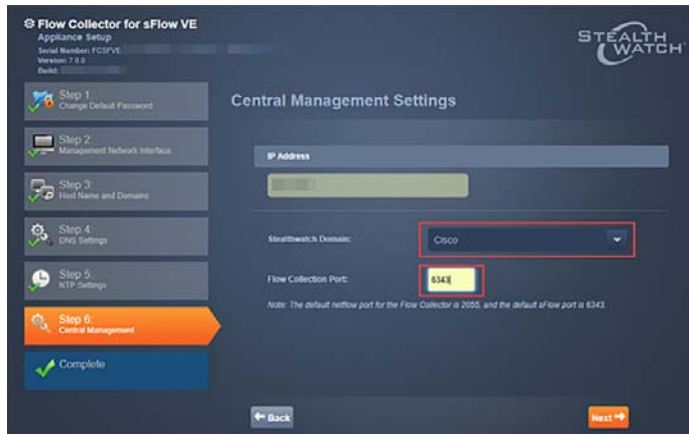 Flow Collector for sFlow VE
Appliance Setup
Serial Number: FCSFVE
Version: 7.0.0
Build:
STEALTH
WATCH
Step 1:
Change Default Password
Step 2:
Management Network Interface
Step 3:
Host Name and Domains
Step 4:
DNS Settings
Step 5:
NTP Settings
Step 6:
Central Management
Complete
Central Management Settings
IP Address
Stealthwatch Domain:
Cisco
Flow Collection Port:
6343
Note: The default netflow port for the Flow Collector is 2055, and the default sFlow port is 6343.
Back
Next